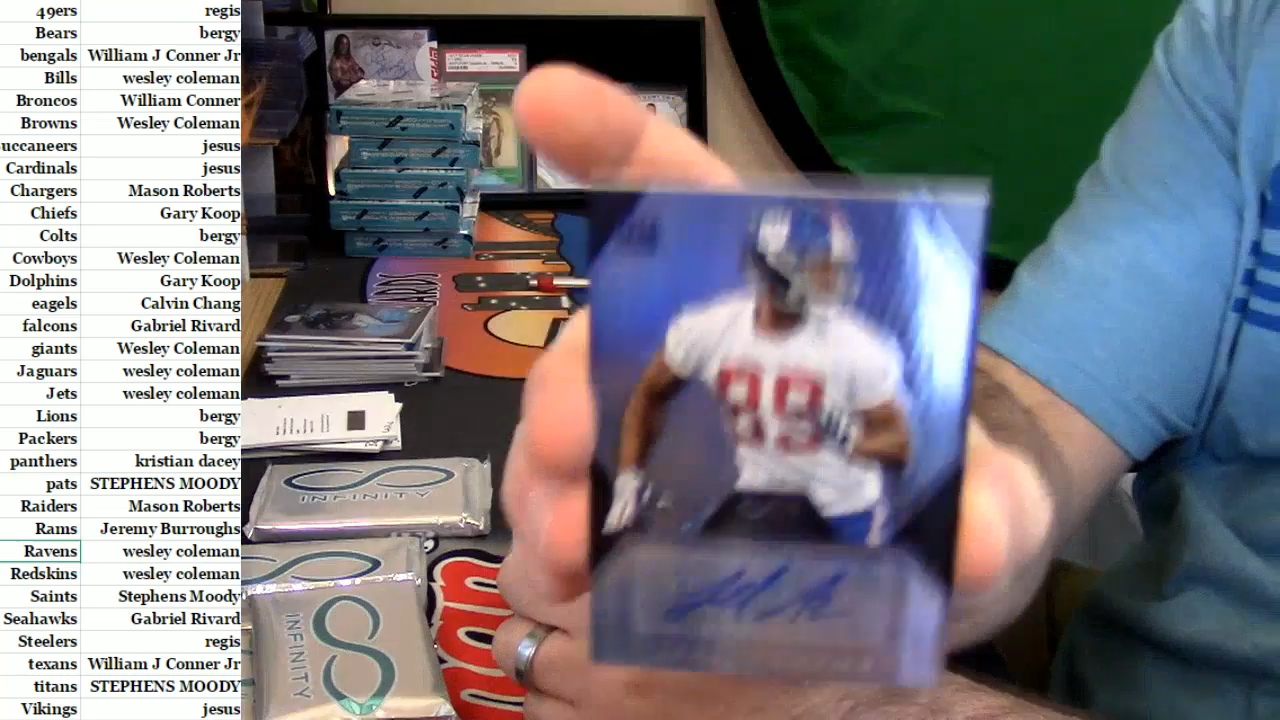 49ers regis
Bears bergy
bengals William J Conner Jr
Bills wesley coleman
Broncos William Conner
Browns Wesley Coleman
uccaneers jesus
Cardinals jesus
Chargers Mason Roberts
Chiefs Gary Koop
Colts bergy
Cowboys Wesley Coleman
Dolphins Gary Koop
eagels Calvin Chang
falcons Gabriel Rivard
giants Wesley Coleman
Jaguars wesley coleman
Jets wesley coleman
Lions bergy
Packers bergy
panthers kristian dacey
pats STEPHENS MOODY
Raiders Mason Roberts
Rams Jeremy Burroughs
Ravens wesley coleman
Redskins wesley coleman
Saints Stephens Moody
Seahawks Gabriel Rivard
Steelers regis
texans William J Conner Jr
titans STEPHENS MOODY
Vikings jesus
INFINITY
INFINITY